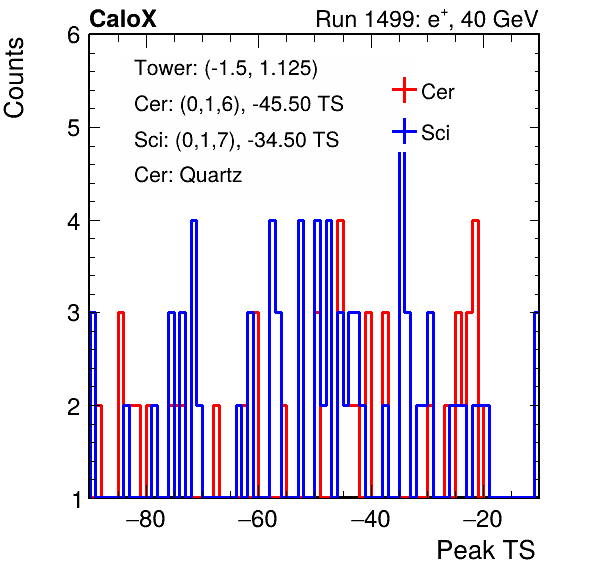 CaloX
Run 1499: e+, 40 GeV
Counts
6
5
4
3
2
1
Tower: (-1.5, 1.125)
Cer: (0,1,6), -45.50 TS
Sci: (0,1,7), -34.50 TS
Cer: Quartz
Cer
Sci
−80 −60 −40 −20
Peak TS